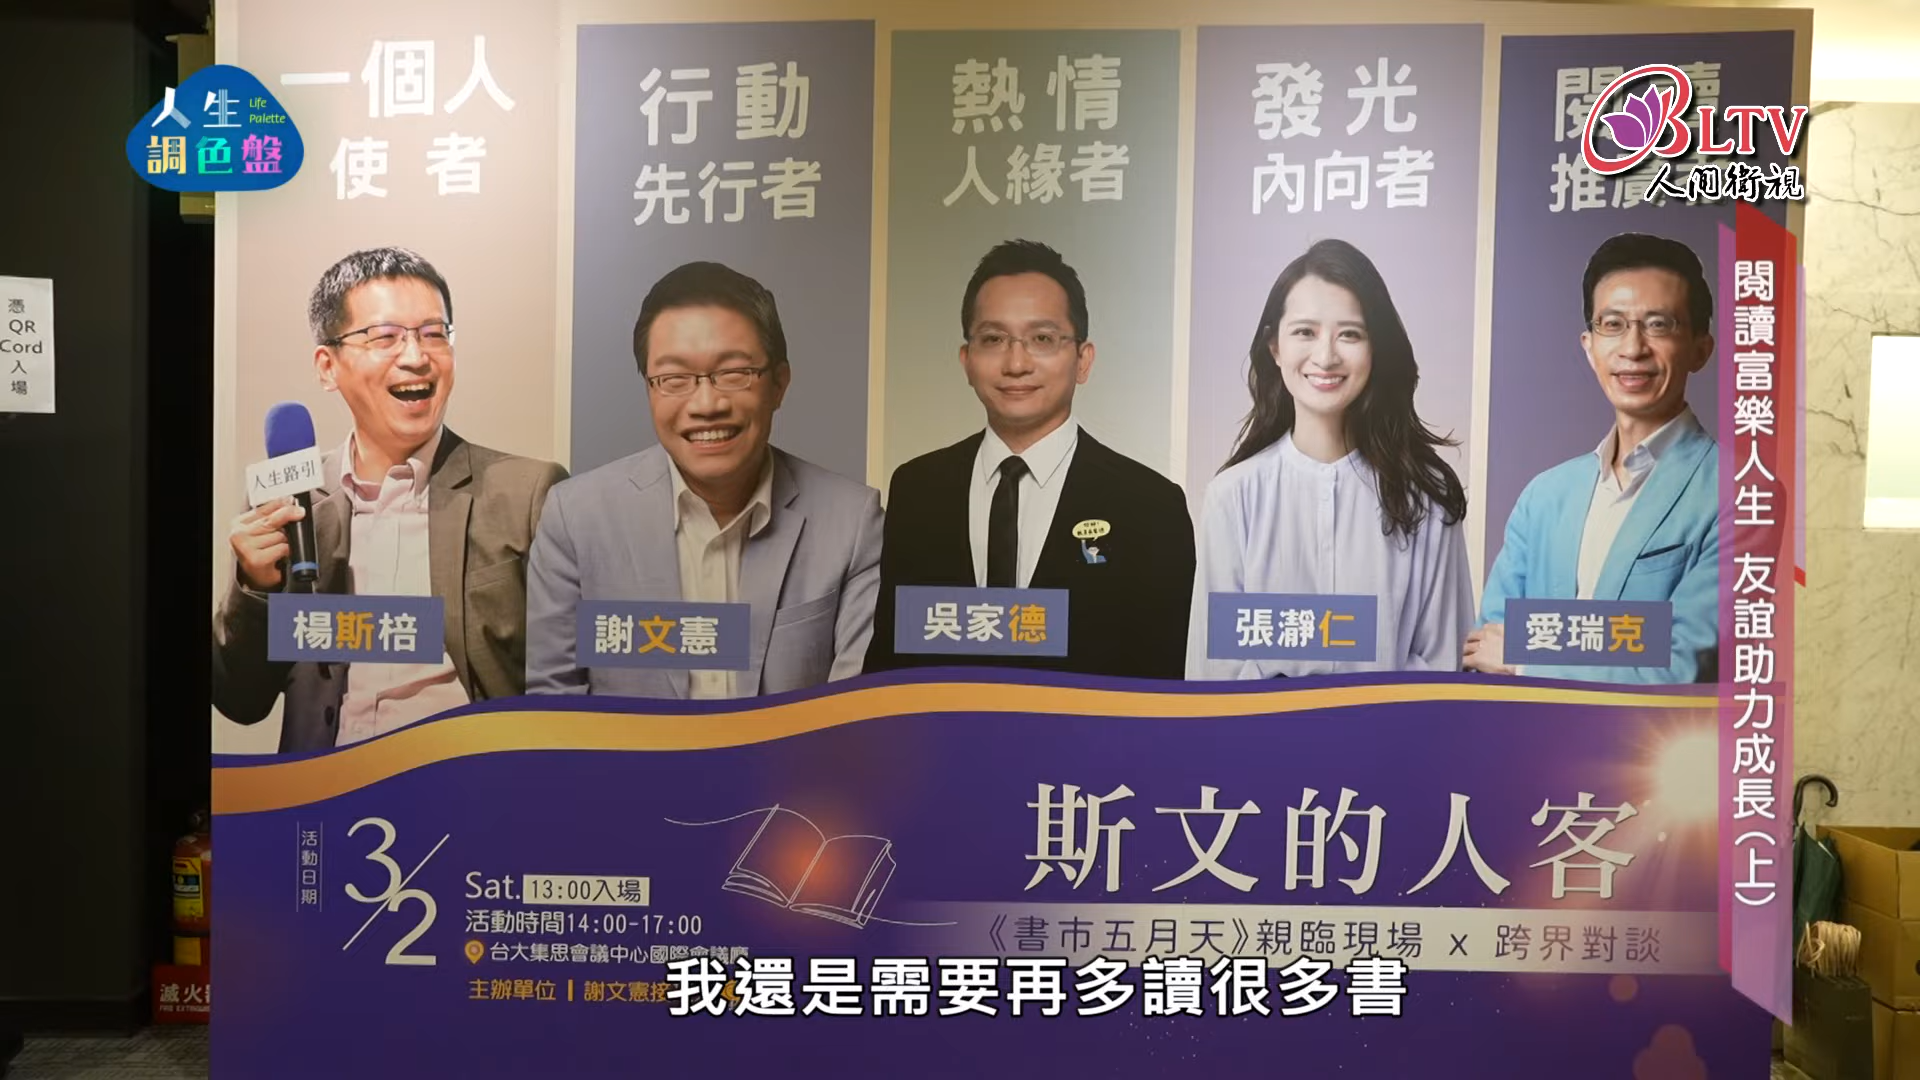 人生
Life
Palette
調色盤
BLTV
人間衛視
一個人
使者
行動
先行者
熱情
人緣者
發光
內向者
憑
QR
Cord
入
場
人生路引
楊斯棓
謝文憲
吳家德
張瀞仁
愛瑞克
閱讀富樂人生 友誼助力成長(上)
斯文的人客
《書市五月天》親臨現場 x 跨界對談
活動日期
3/2
Sat. 13:00入場
活動時間14:00-17:00
台大集思會議中心國際會議廳
主辦單位 | 謝文憲
滅火
我還是需要再多讀很多書